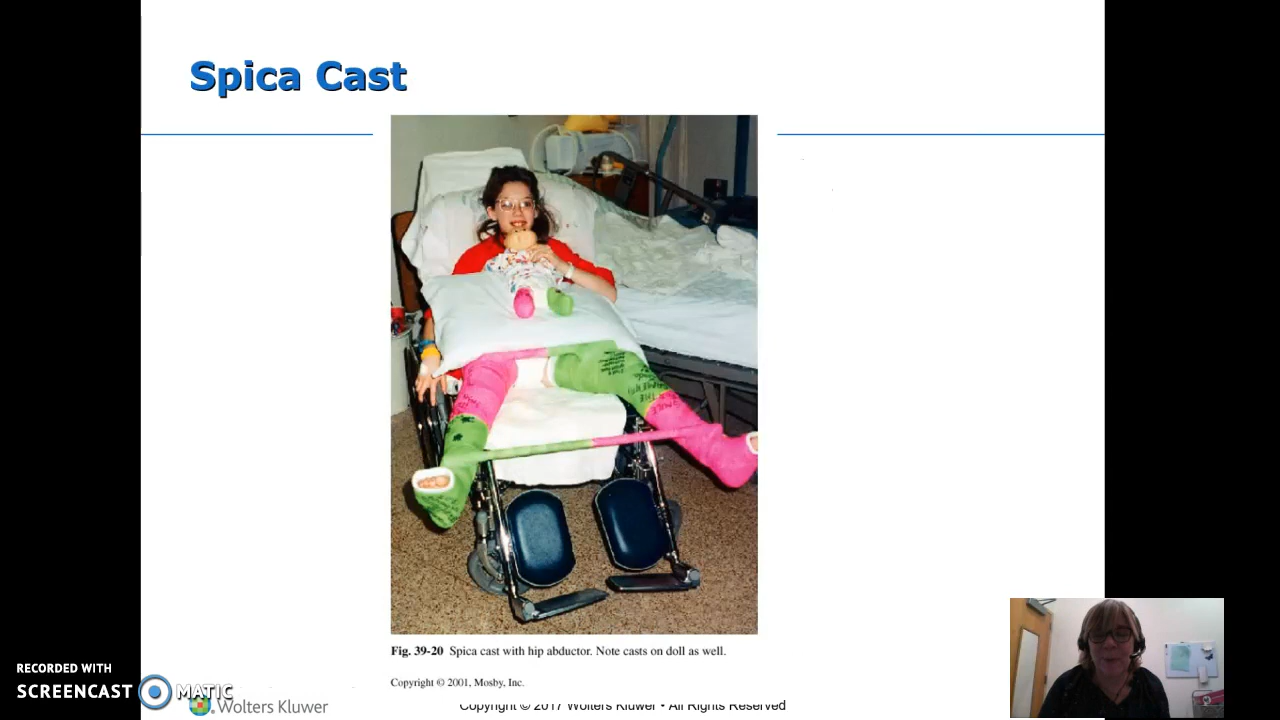 Spica Cast
Fig. 39-20 Spica cast with hip abductor. Note casts on doll as well.
Copyright © 2001, Mosby, Inc.
RECORDED WITH
SCREENCAST MATIC
Wolters Kluwer
Copyright © 2017 Wolters Kluwer • All Rights Reserved